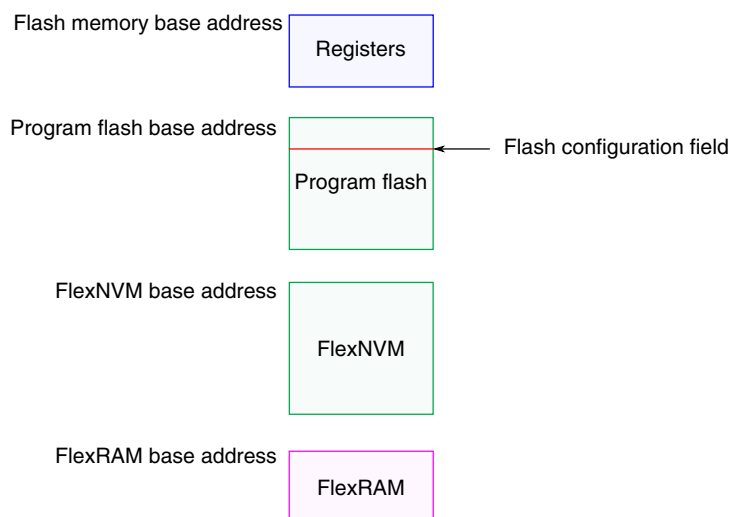 Flash memory base address
Registers
Program flash base address
Flash configuration field
Program flash
FlexNVM base address
FlexNVM
FlexRAM base address
FlexRAM